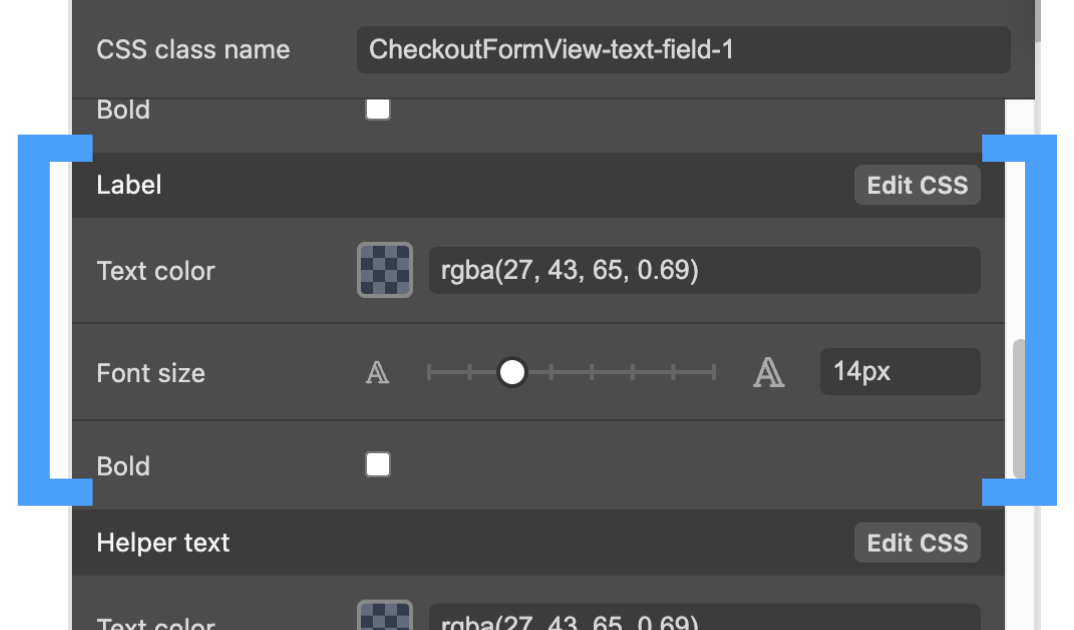 CSS class name CheckoutFormView-text-field-1
Bold
Label Edit CSS
Text color rgba(27, 43, 65, 0.69)
Font size A A 14px
Bold
Helper text Edit CSS
Text color rgba(27, 43, 65, 0.69)